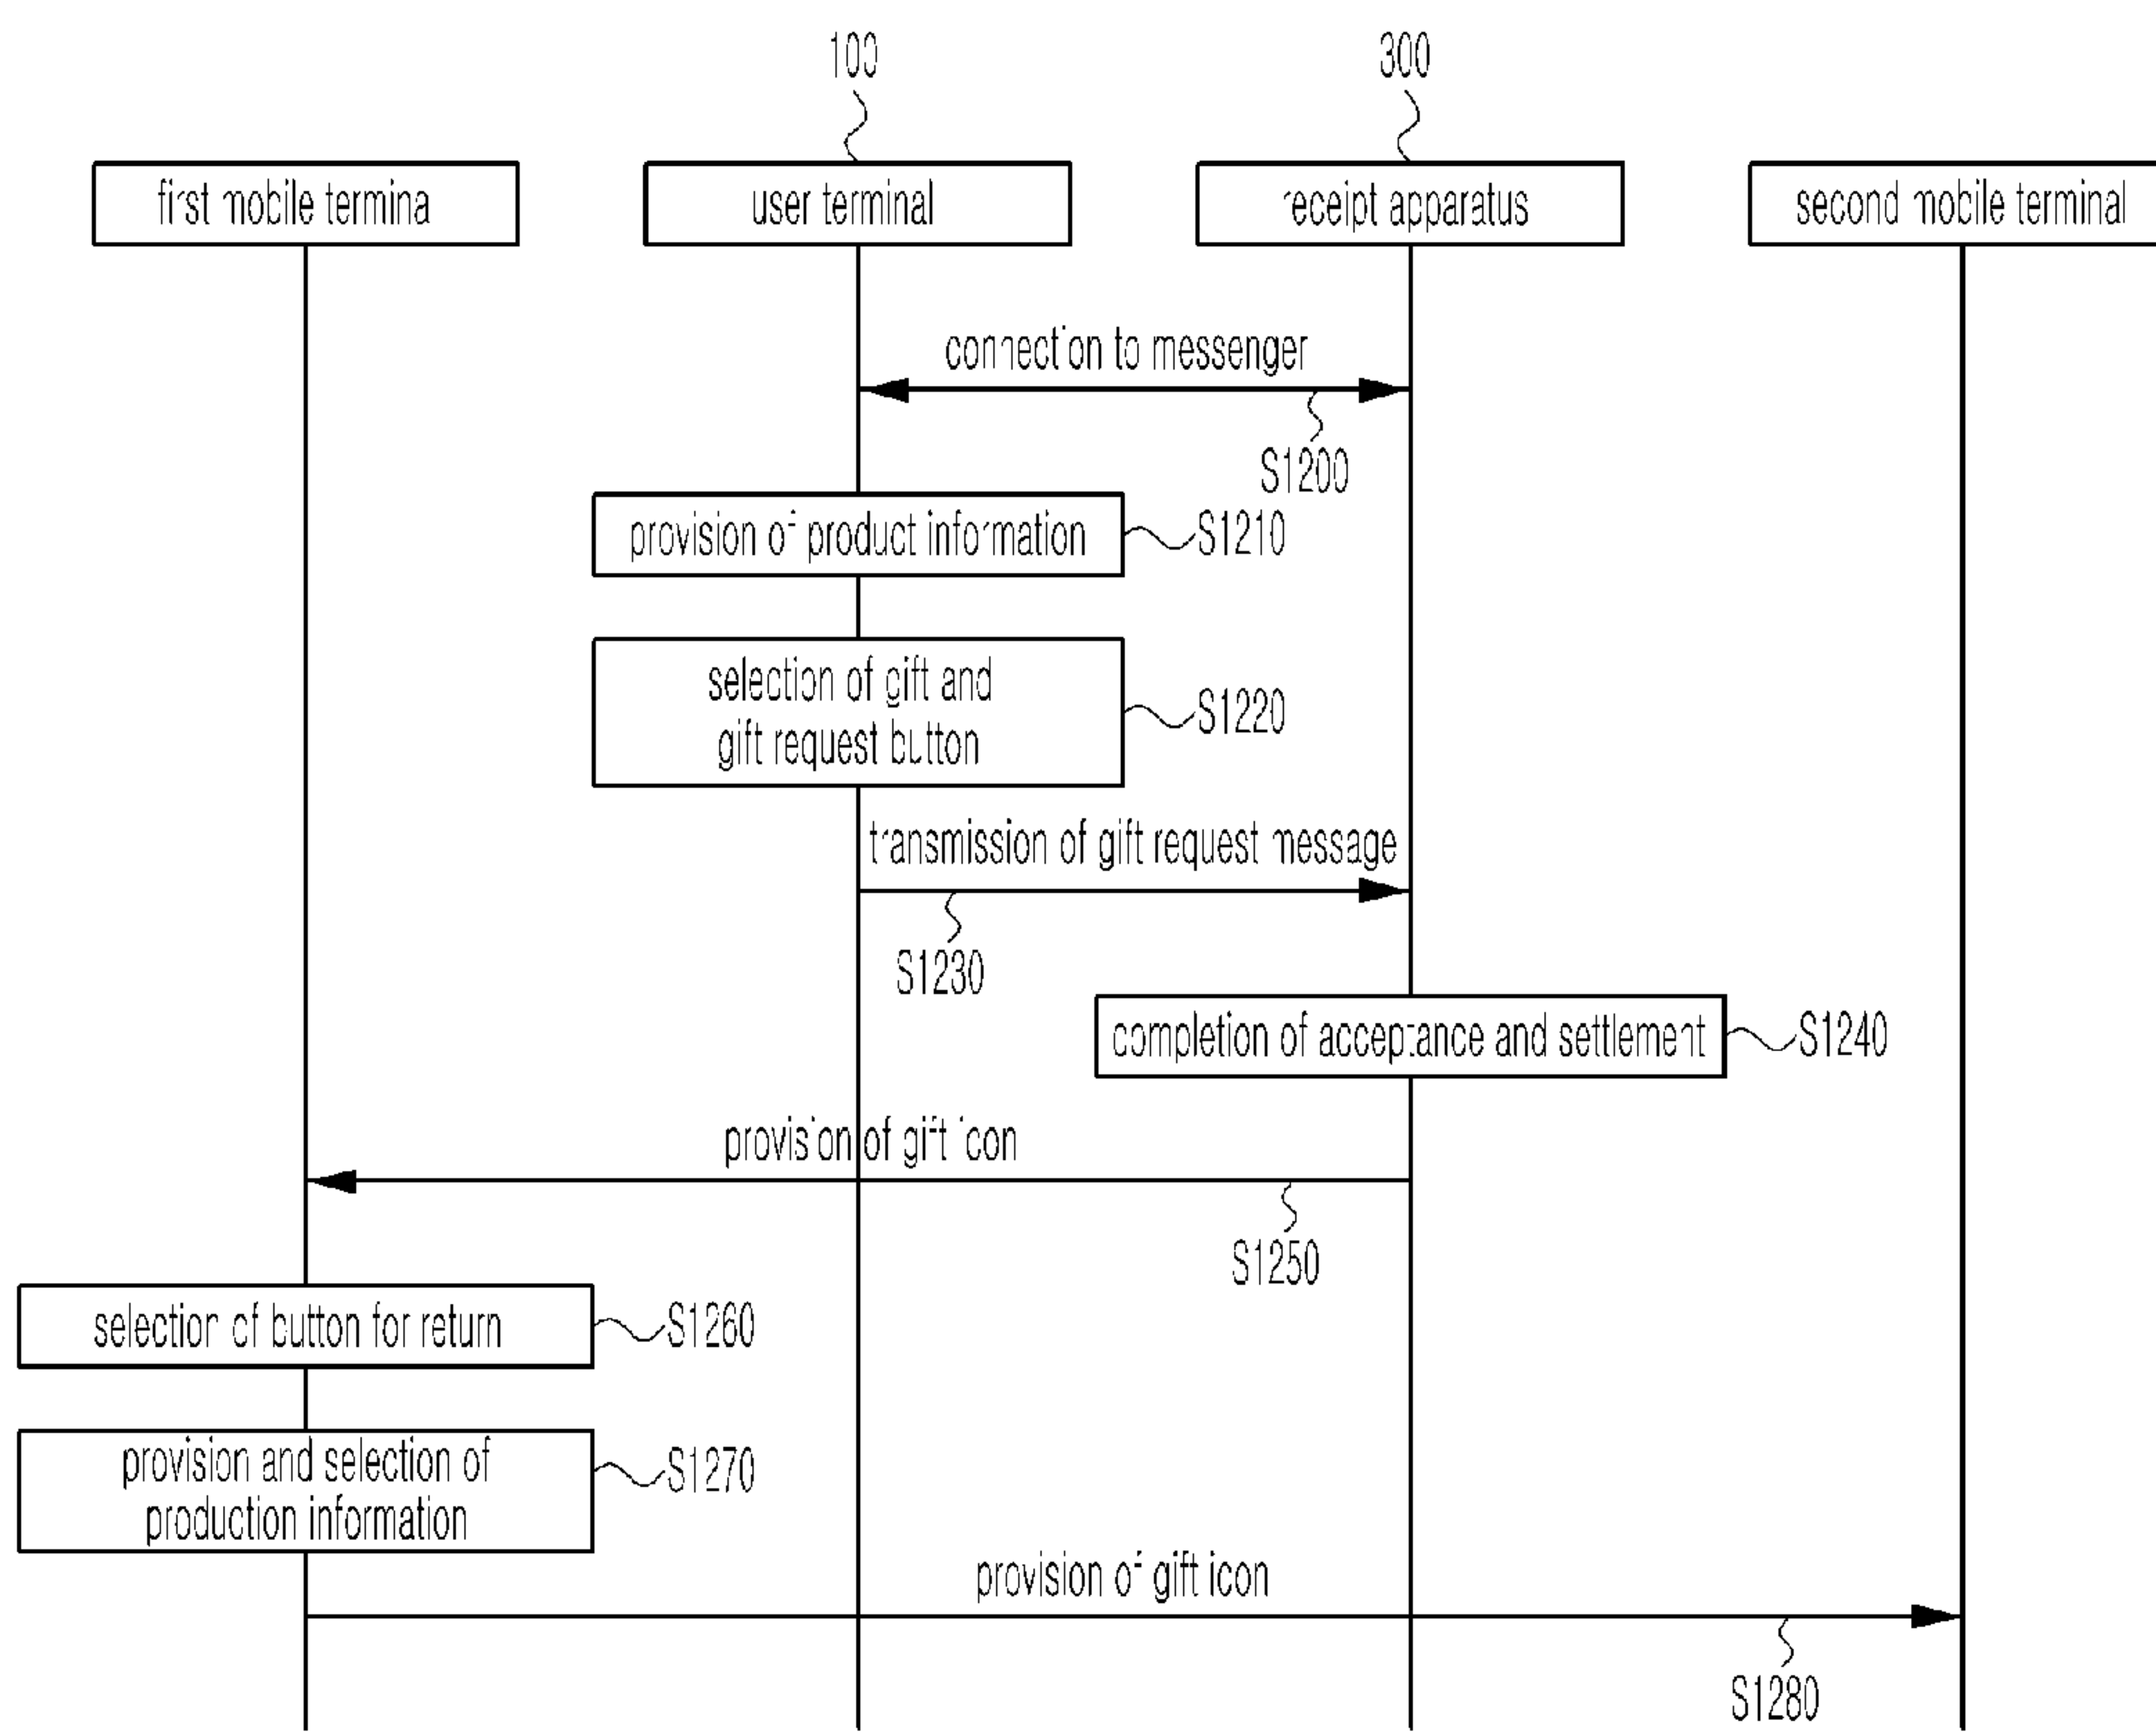 100
300
first mobile termina
user terminal
receipt apparatus
second mobile terminal
connection to messenger
S1200
provision of product information
S1210
selection of gift and
gift request button
S1220
transmission of gift request message
S1230
completion of acceptance and settlement
S1240
provision of gift icon
S1250
selection of button for return
S1260
provision and selection of
production information
S1270
provision of gift icon
S1280